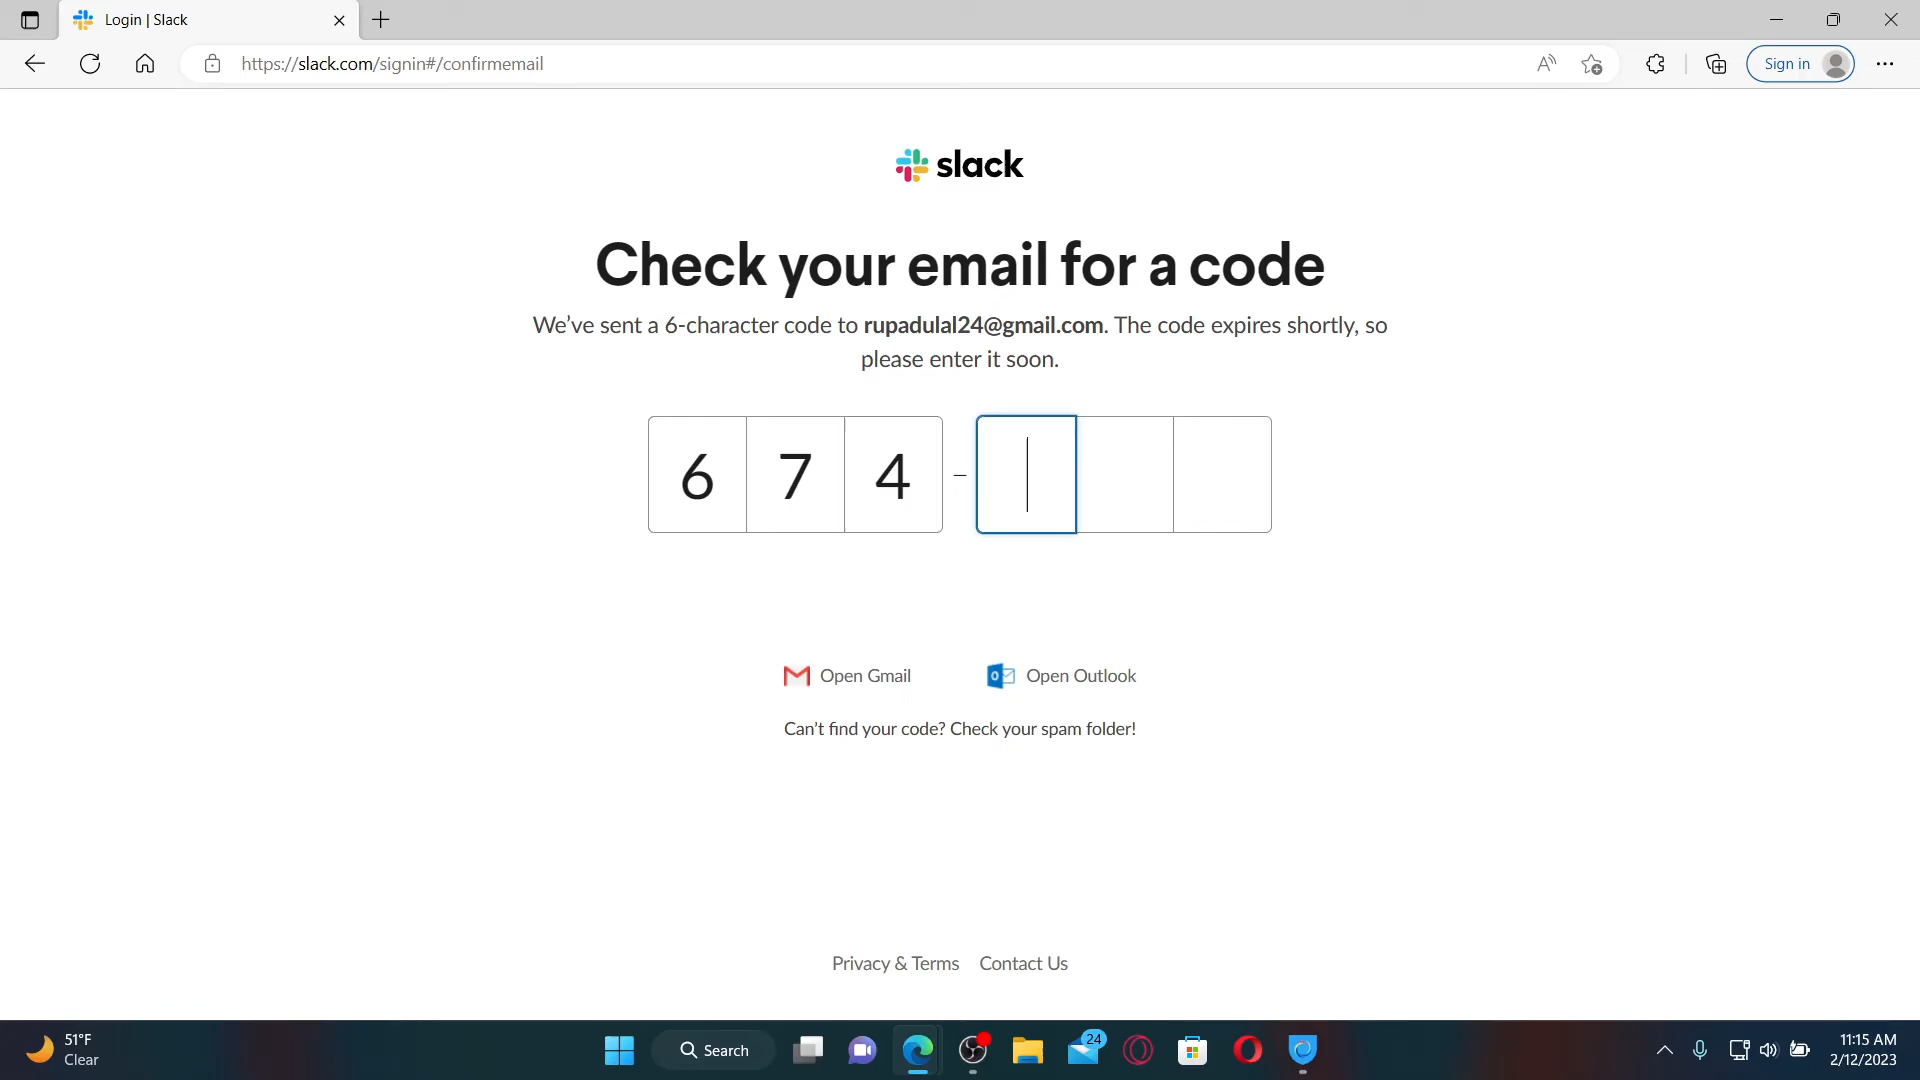 Login | Slack
https://slack.com/signin#/confirmemail
Sign in
slack
Check your email for a code
We’ve sent a 6-character code to rupadulal24@gmail.com. The code expires shortly, so
please enter it soon.
6 7 4 –
Open Gmail
Open Outlook
Can’t find your code? Check your spam folder!
Privacy & Terms
Contact Us
51°F
Clear
Search
24
11:15 AM
2/12/2023